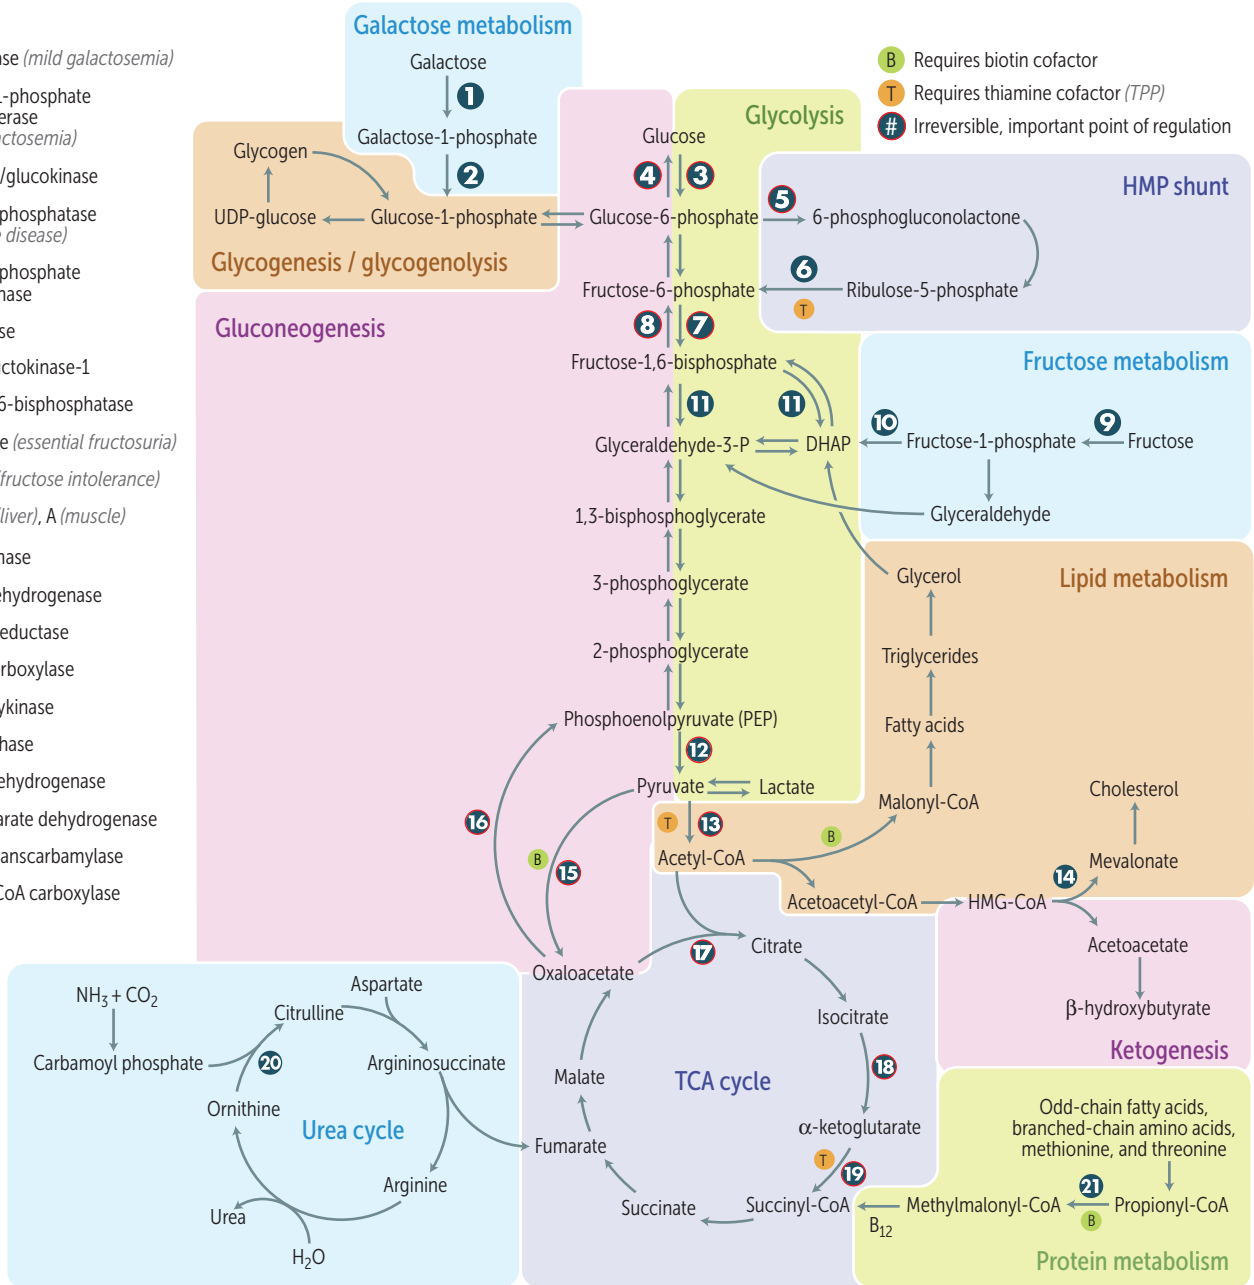 ase (mild galactosemia)
1-phosphate
erase
actosemia)
/glucokinase
phosphatase
disease)
phosphate
nase
se
uctokinase-1
6-bisphosphatase
e (essential fructosuria)
(fructose intolerance)
liver), A (muscle)
nase
ehydrogenase
reductase
rboxylase
ykinase
hase
ehydrogenase
arate dehydrogenase
anscarbamylase
CoA carboxylase
Galactose metabolism
Galactose
1
Galactose-1-phosphate
2
B Requires biotin cofactor
T Requires thiamine cofactor (TPP)
# Irreversible, important point of regulation
Glycogen
UDP-glucose
Glucose-1-phosphate
Glycogenesis / glycogenolysis
Gluconeogenesis
Glycolysis
Glucose
4
3
Glucose-6-phosphate
Fructose-6-phosphate
8
7
Fructose-1,6-bisphosphate
11
11
Glyceraldehyde-3-P
DHAP
1,3-bisphosphoglycerate
3-phosphoglycerate
2-phosphoglycerate
Phosphoenolpyruvate (PEP)
12
Pyruvate
Lactate
HMP shunt
5
6-phosphogluconolactone
6
T
Ribulose-5-phosphate
Fructose metabolism
10
Fructose-1-phosphate
9
Fructose
Glyceraldehyde
Lipid metabolism
Glycerol
Triglycerides
Fatty acids
Malonyl-CoA
Cholesterol
Mevalonate
14
T
13
Acetyl-CoA
B
Acetoacetyl-CoA
HMG-CoA
16
B
15
Oxaloacetate
Acetoacetate
β-hydroxybutyrate
Ketogenesis
17
Citrate
Isocitrate
18
α-ketoglutarate
T
19
Succinyl-CoA
Succinate
Fumarate
Malate
TCA cycle
NH3 + CO2
Carbamoyl phosphate
Citrulline
Aspartate
20
Argininosuccinate
Ornithine
Urea cycle
Arginine
Urea
H2O
Odd-chain fatty acids,
branched-chain amino acids,
methionine, and threonine
21
Propionyl-CoA
B
Methylmalonyl-CoA
B12
Protein metabolism